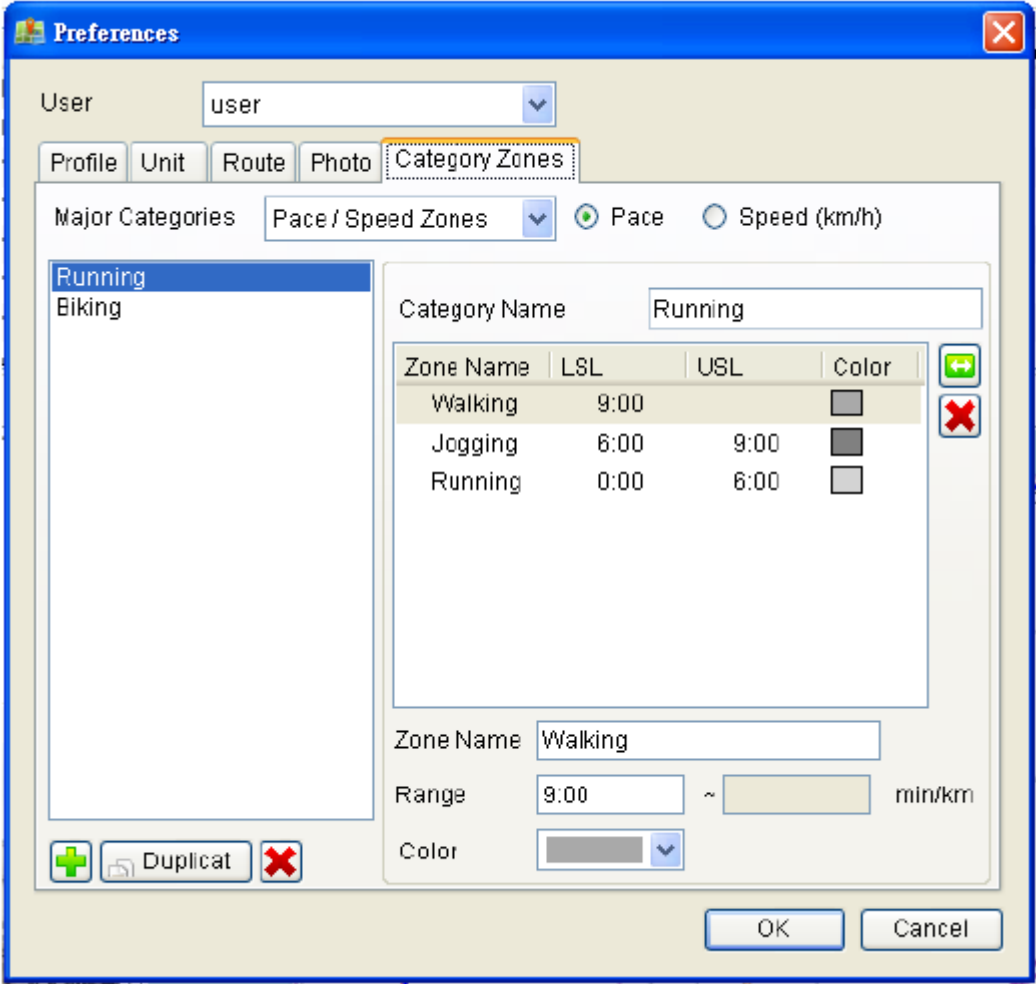 Preferences
User user
Profile Unit Route Photo Category Zones
Major Categories Pace / Speed Zones Pace Speed (km/h)
Running
Biking
Category Name Running
Zone Name LSL USL Color
Walking 9:00
Jogging 6:00 9:00
Running 0:00 6:00
Zone Name Walking
Range 9:00 ~ min/km
Color
Duplicat
OK Cancel